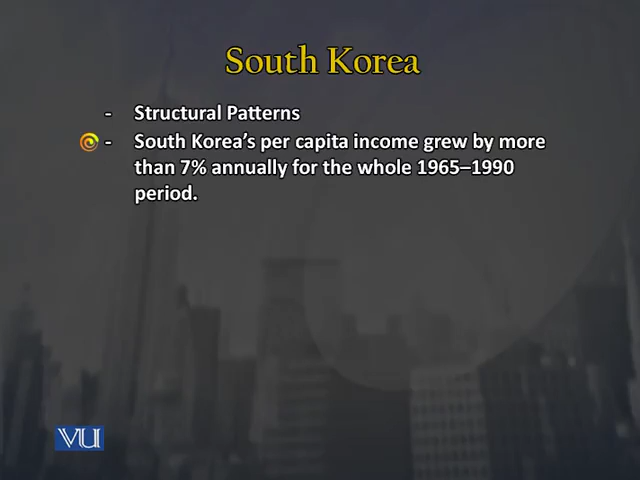 South Korea
- Structural Patterns
- South Korea's per capita income grew by more
than 7% annually for the whole 1965–1990
period.
VU